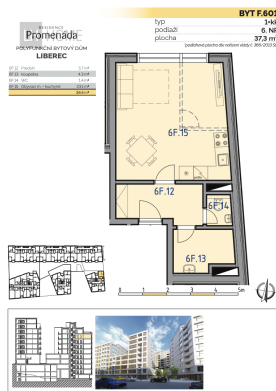 BYT F.601
typ 1+kk
podlaží 6. NP
plocha 37,3 m²
RESIDENCE
Promenáda
POLYFUNKČNÍ BYTOVÝ DŮM
LIBEREC
6F.12 Předsíň
6F.13 Koupelna
6F.14 WC
6F.15 Obývací m. + kuchyně
6F.15
6F.12
6F.14
6F.13
0 1 2 3 4 5m